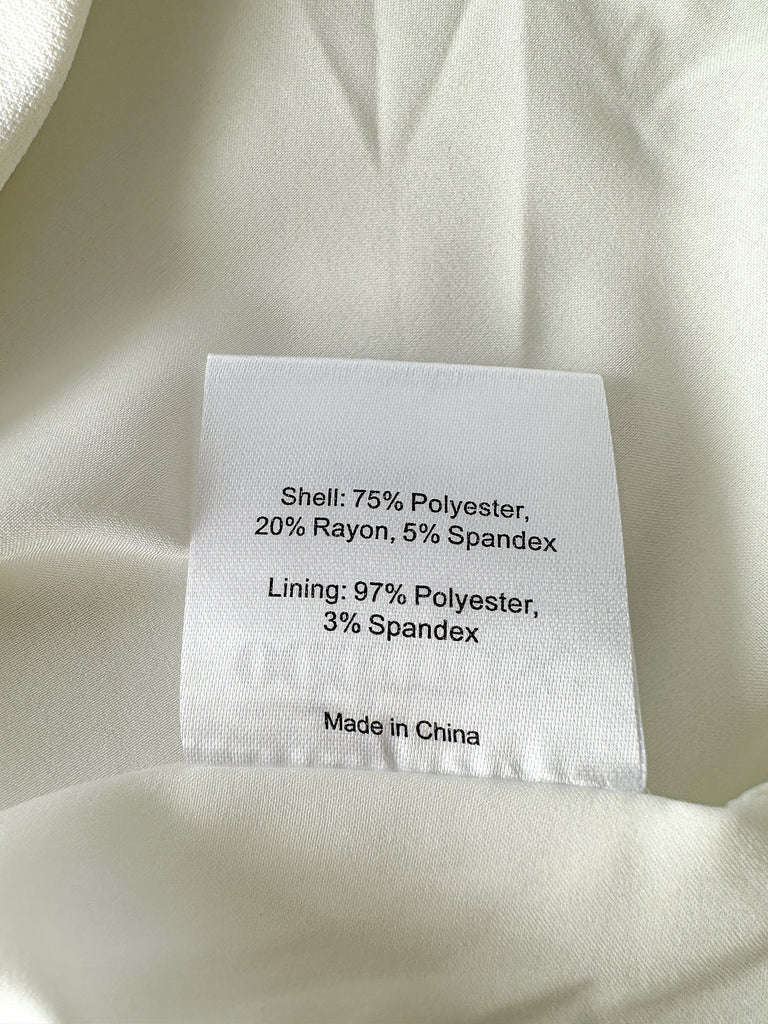 Shell: 75% Polyester,
20% Rayon, 5% Spandex
Lining: 97% Polyester,
3% Spandex
Made in China